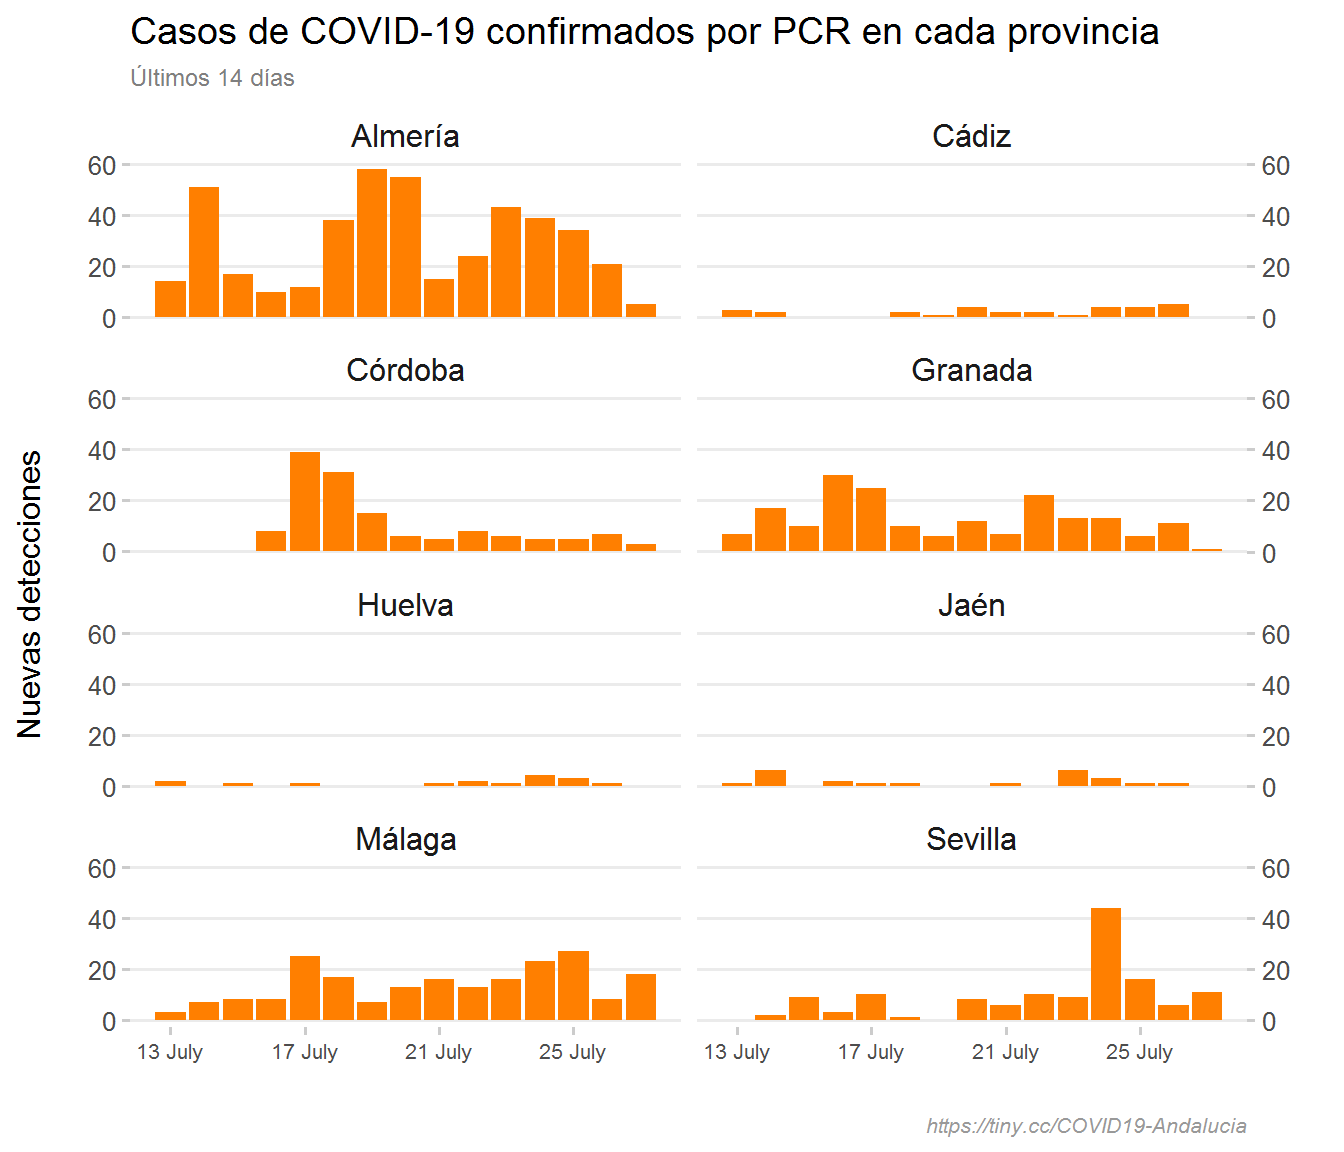 Casos de COVID-19 confirmados por PCR en cada provincia
Últimos 14 días
Nuevas detecciones
Almería
Cádiz
60
40
20
0
60
40
20
0
Córdoba
Granada
60
40
20
0
60
40
20
0
Huelva
Jaén
60
40
20
0
60
40
20
0
Málaga
Sevilla
60
40
20
0
60
40
20
0
13 July 17 July 21 July 25 July
13 July 17 July 21 July 25 July
https://tiny.cc/COVID19-Andalucia